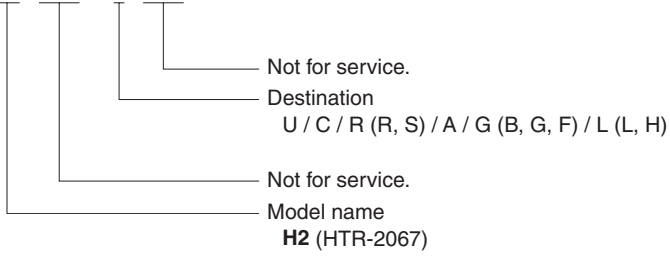 Not for service.
Destination
U / C / R (R, S) / A / G (B, G, F) / L (L, H)
Not for service.
Model name
H2 (HTR-2067)